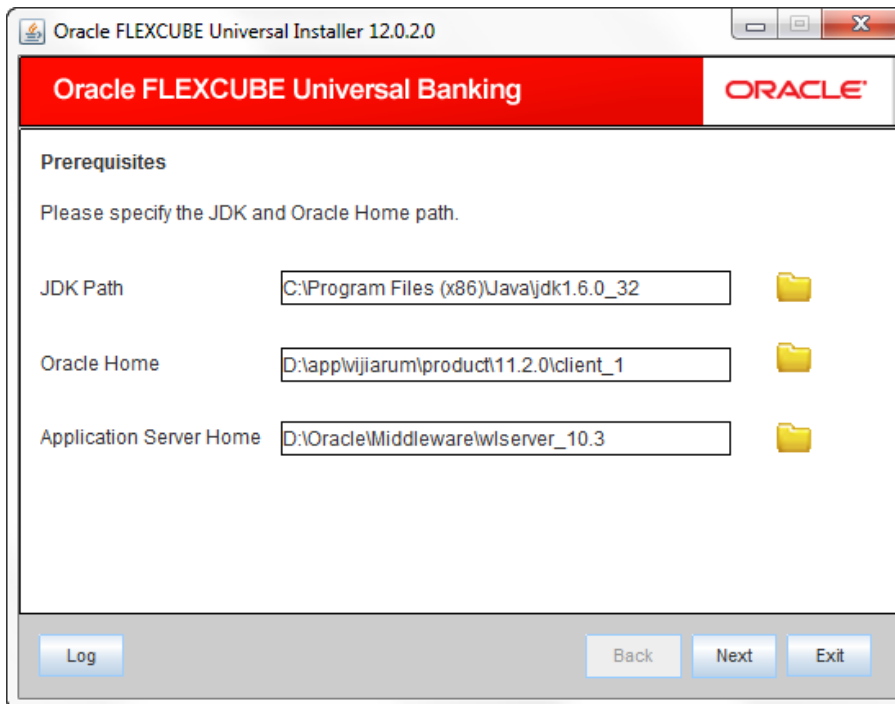 Oracle FLEXCUBE Universal Installer 12.0.2.0
Oracle FLEXCUBE Universal Banking
ORACLE
Prerequisites
Please specify the JDK and Oracle Home path.
JDK Path C:\Program Files (x86)\Java\jdk1.6.0_32
Oracle Home D:\app\vijiarum\product\11.2.0\client_1
Application Server Home D:\Oracle\Middleware\wlserver_10.3
Log Back Next Exit